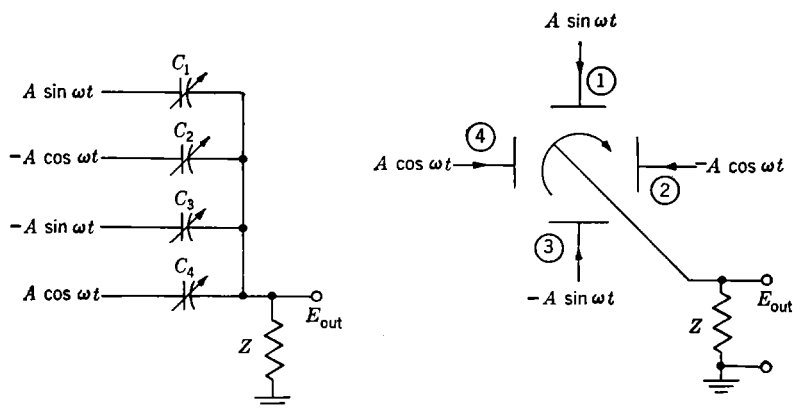 A sin ωt
C₁
-A cos ωt
C₂
-A sin ωt
C₃
A cos ωt
C₄
E_out
Z
A sin ωt
①
④
A cos ωt
-A cos ωt
②
③
-A sin ωt
Z
E_out